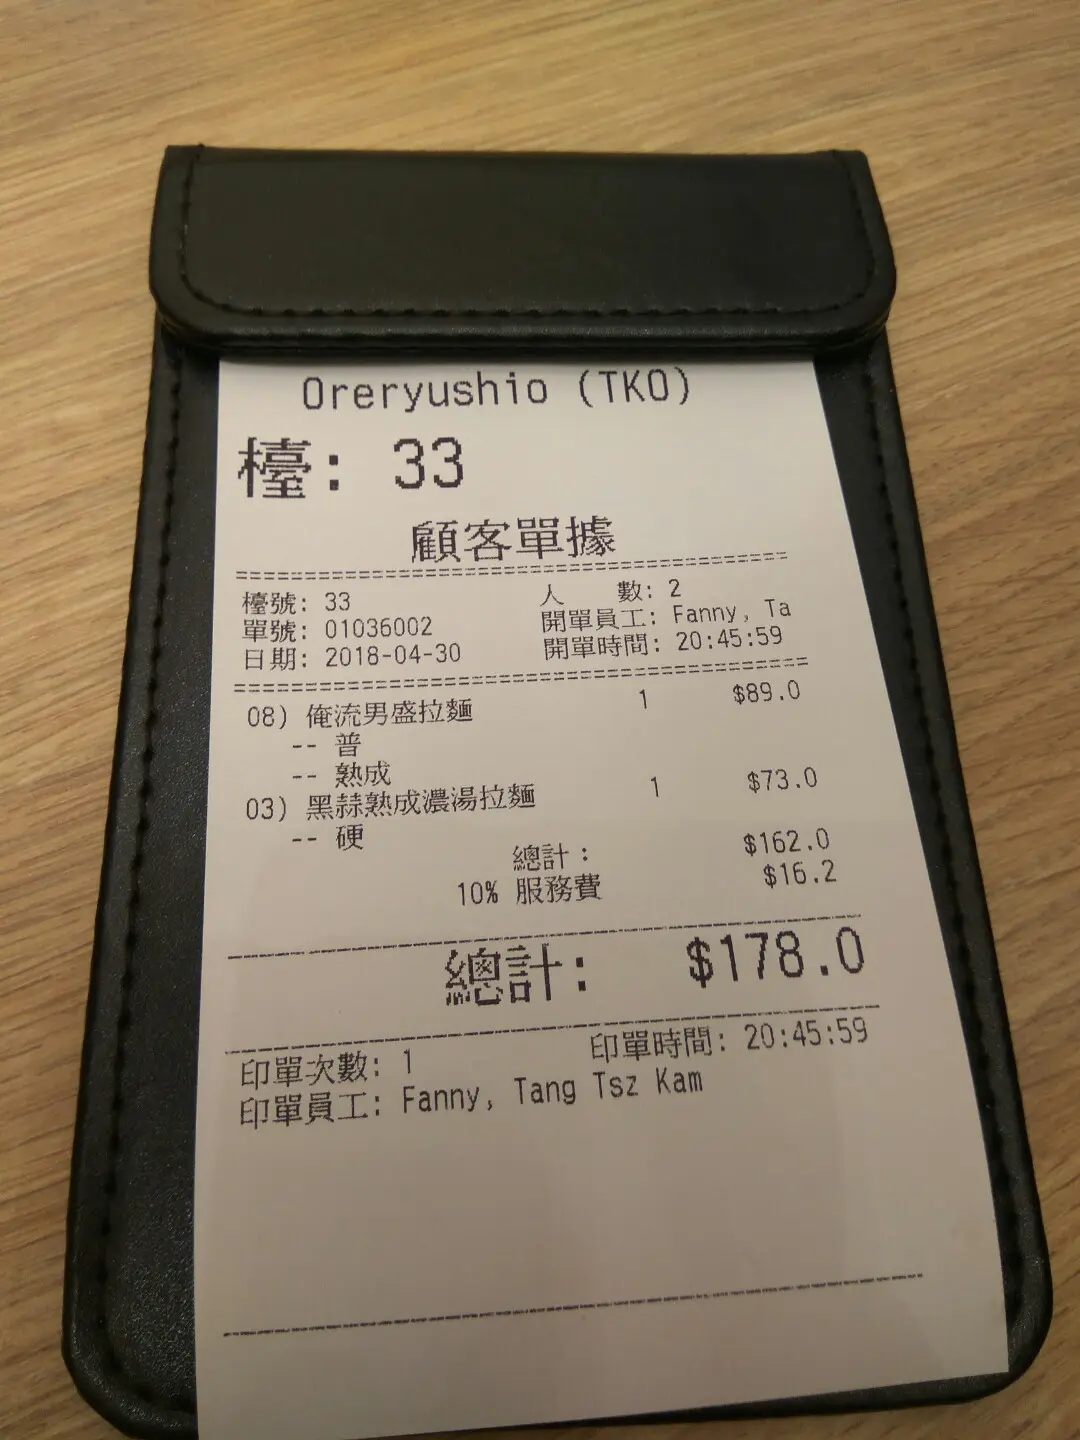 Oreryushio (TKO)
檯: 33
顧客單據
檯號: 33 人 數: 2
單號: 01036002 開單員工: Fanny, Ta
日期: 2018-04-30 開單時間: 20:45:59
08) 俺流男盛拉麵 1 $89.0
-- 普
-- 熟成
03) 黑蒜熟成濃湯拉麵 1 $73.0
-- 硬
總計: $162.0
10% 服務費 $16.2
總計: $178.0
印單次數: 1 印單時間: 20:45:59
印單員工: Fanny, Tang Tsz Kam